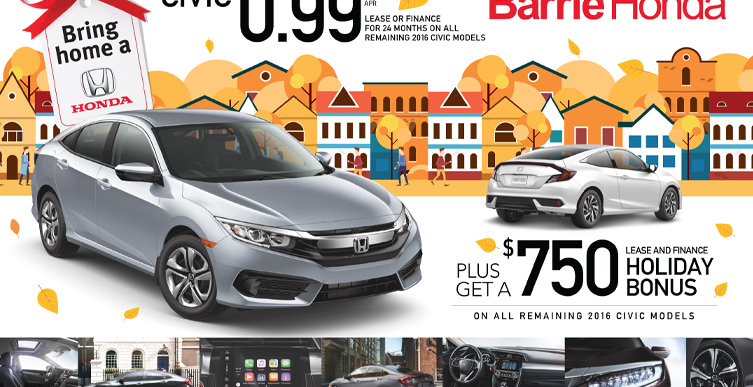 civic
0.99
APR
LEASE OR FINANCE
FOR 24 MONTHS ON ALL
REMAINING 2016 CIVIC MODELS
Barrie Honda
Bring
home a
HONDA
PLUS
GET A
$750
LEASE AND FINANCE
HOLIDAY
BONUS
ON ALL REMAINING 2016 CIVIC MODELS